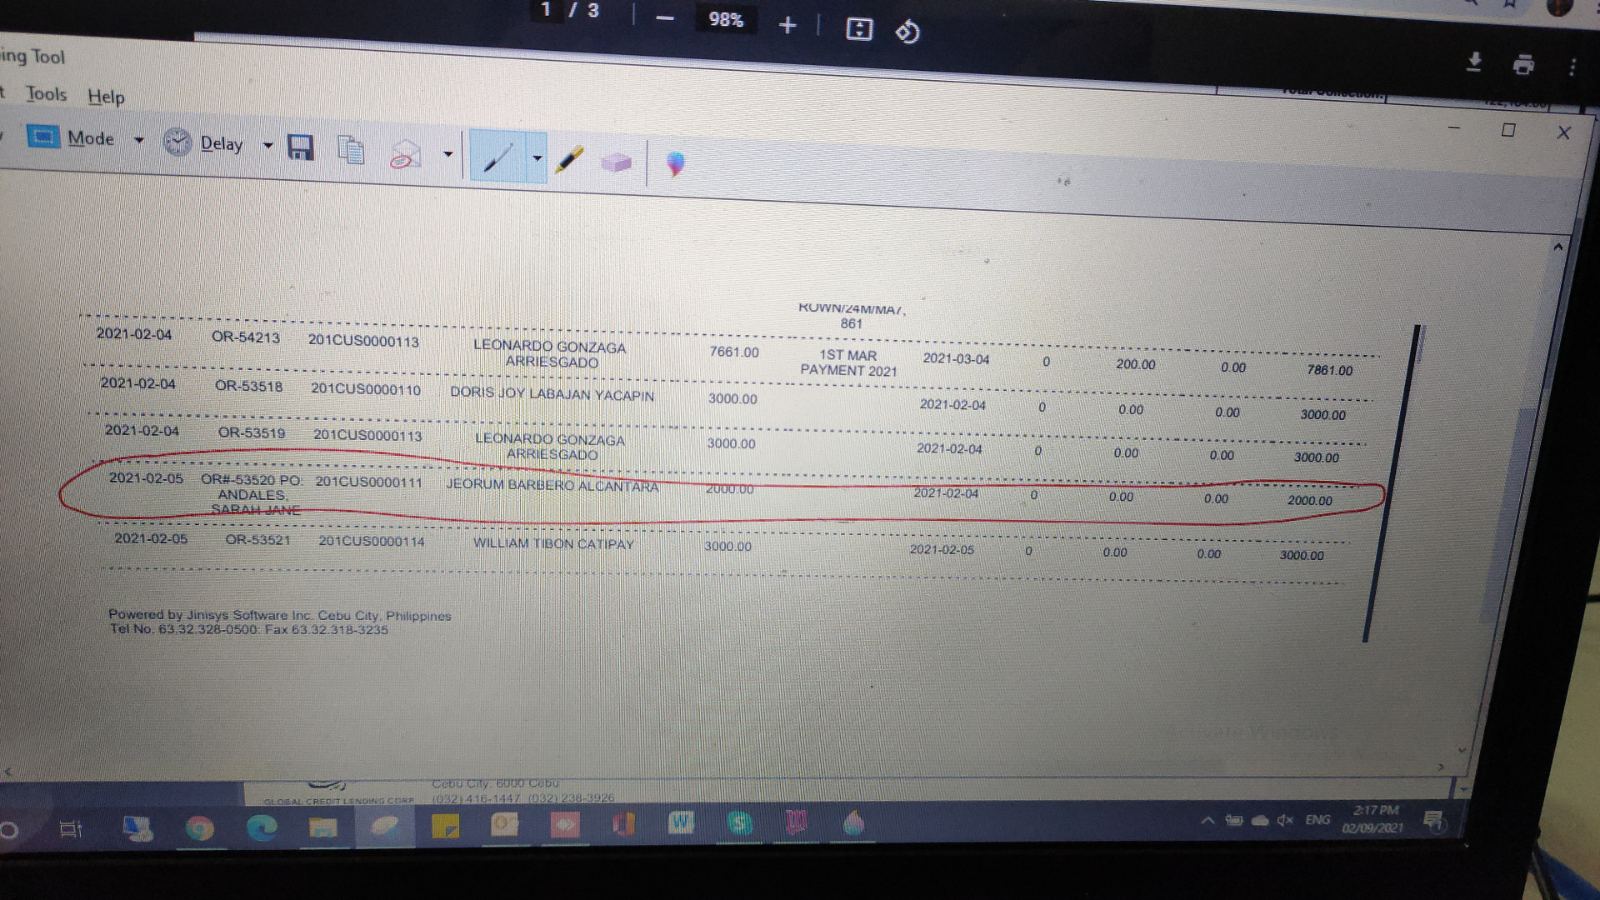 1 / 3 98%
ing Tool
Tools Help
Mode Delay
ROWN/24M/MA7,
861
2021-02-04 OR-54213 201CUS0000113 LEONARDO GONZAGA ARRIESGADO 7661.00 1ST MAR PAYMENT 2021 2021-03-04 0 200.00 0.00 7861.00
2021-02-04 OR-53518 201CUS0000110 DORIS JOY LABAJAN YACAPIN 3000.00 2021-02-04 0 0.00 0.00 3000.00
2021-02-04 OR-53519 201CUS0000113 LEONARDO GONZAGA ARRIESGADO 3000.00 2021-02-04 0 0.00 0.00 3000.00
2021-02-05 OR#-53520 PO: ANDALES, SARAH JANE 201CUS0000111 JEORUM BARBERO ALCANTARA 2000.00 2021-02-04 0 0.00 0.00 2000.00
2021-02-05 OR-53521 201CUS0000114 WILLIAM TIBON CATIPAY 3000.00 2021-02-05 0 0.00 0.00 3000.00
Powered by Jinisys Software Inc. Cebu City, Philippines
Tel No. 63.32.328-0500: Fax 63.32.318-3235
Cebu City, 6000 Cebu
GLOBAL CREDIT LENDING CORP (032) 416-1447 (032) 238-3926
ENG
2:17 PM
02/09/2021